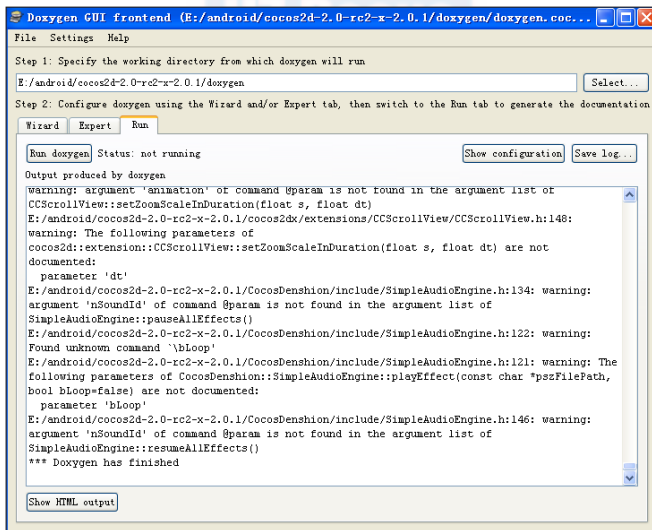 Doxygen GUI frontend (E:/android/cocos2d-2.0-rc2-x-2.0.1/doxygen/doxygen.coc...
File Settings Help
Step 1: Specify the working directory from which doxygen will run
E:/android/cocos2d-2.0-rc2-x-2.0.1/doxygen Select...
Step 2: Configure doxygen using the Wizard and/or Expert tab, then switch to the Run tab to generate the documentation
Wizard Expert Run
Run doxygen Status: not running Show configuration Save log...
Output produced by doxygen
warning: argument 'animation' of command @param is not found in the argument list of
CCScrollView::setZoomScaleInDuration(float s, float dt)
E:/android/cocos2d-2.0-rc2-x-2.0.1/cocos2dx/extensions/CCScrollView/CCScrollView.h:148:
warning: The following parameters of
cocos2d::extension::CCScrollView::setZoomScaleInDuration(float s, float dt) are not
documented:
parameter 'dt'
E:/android/cocos2d-2.0-rc2-x-2.0.1/CocosDenshion/include/SimpleAudioEngine.h:134: warning:
argument 'nSoundId' of command @param is not found in the argument list of
SimpleAudioEngine::pauseAllEffects()
E:/android/cocos2d-2.0-rc2-x-2.0.1/CocosDenshion/include/SimpleAudioEngine.h:122: warning:
Found unknown command `\bLoop'
E:/android/cocos2d-2.0-rc2-x-2.0.1/CocosDenshion/include/SimpleAudioEngine.h:121: warning: The
following parameters of CocosDenshion::SimpleAudioEngine::playEffect(const char *pszFilePath,
bool bLoop=false) are not documented:
parameter 'bLoop'
E:/android/cocos2d-2.0-rc2-x-2.0.1/CocosDenshion/include/SimpleAudioEngine.h:146: warning:
argument 'nSoundId' of command @param is not found in the argument list of
SimpleAudioEngine::resumeAllEffects()
*** Doxygen has finished
Show HTML output